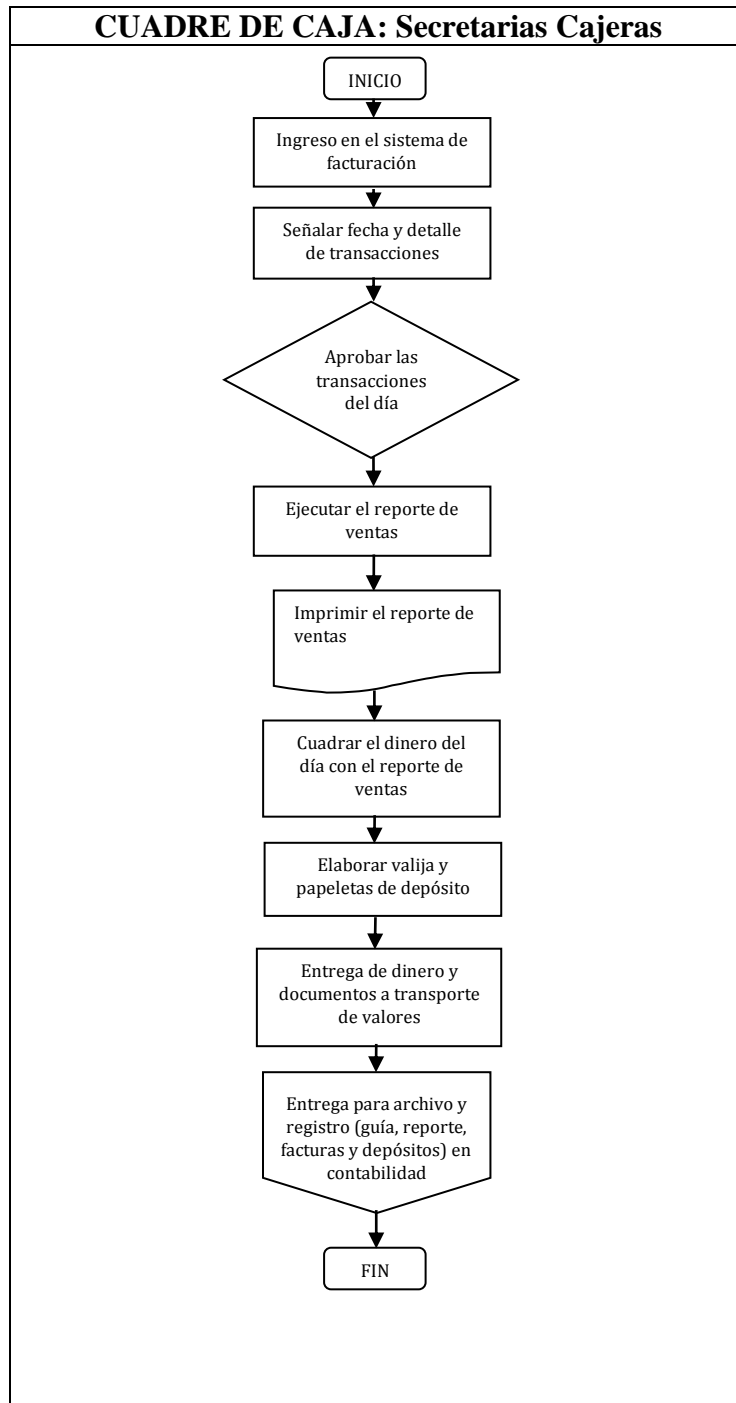 CUADRE DE CAJA: Secretarias Cajeras
INICIO
Ingreso en el sistema de
facturación
Señalar fecha y detalle
de transacciones
Aprobar las
transacciones
del día
Ejecutar el reporte de
ventas
Imprimir el reporte de
ventas
Cuadrar el dinero del
día con el reporte de
ventas
Elaborar valija y
papeletas de depósito
Entrega de dinero y
documentos a transporte
de valores
Entrega para archivo y
registro (guía, reporte,
facturas y depósitos) en
contabilidad
FIN